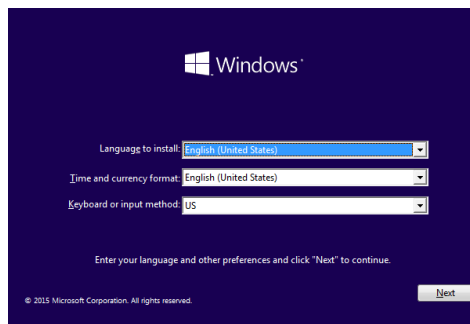 Windows
Language to install: English (United States)
Time and currency format: English (United States)
Keyboard or input method: US
Enter your language and other preferences and click "Next" to continue.
© 2015 Microsoft Corporation. All rights reserved.
Next